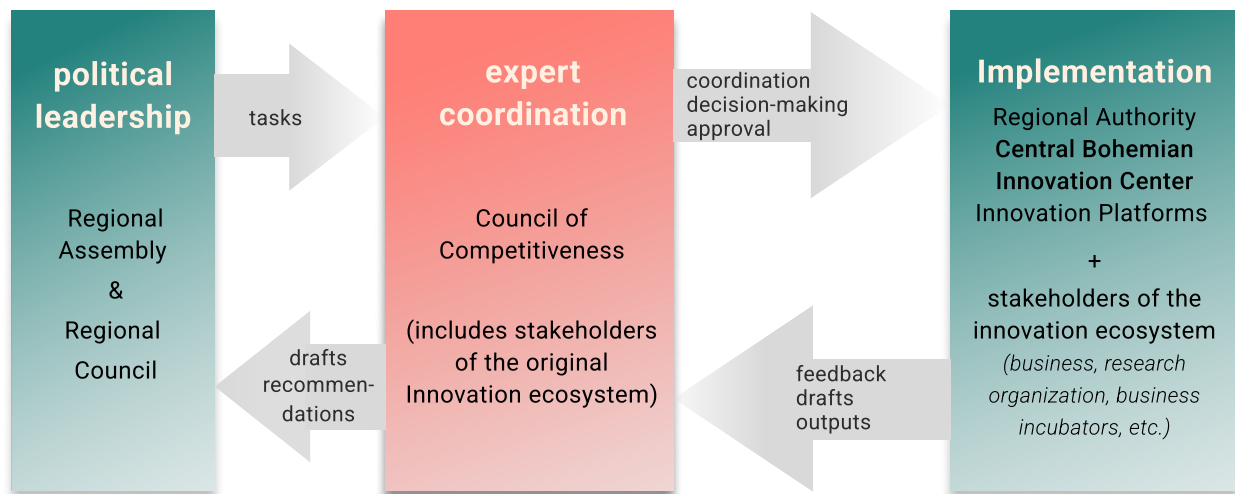 political
leadership
Regional
Assembly
&
Regional
Council
tasks
drafts
recommen-
dations
expert
coordination
Council of
Competitiveness
(includes stakeholders
of the original
Innovation ecosystem)
coordination
decision-making
approval
feedback
drafts
outputs
Implementation
Regional Authority
Central Bohemian
Innovation Center
Innovation Platforms
+
stakeholders of the
innovation ecosystem
(business, research
organization, business
incubators, etc.)